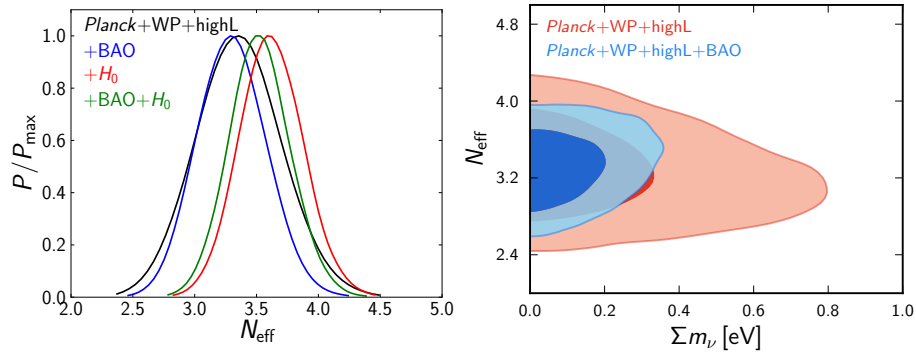 Planck+WP+highL
+BAO
+H₀
+BAO+H₀
P/Pmax
1.0
0.8
0.6
0.4
0.2
0.0
2.0 2.5 3.0 3.5 4.0 4.5 5.0
Neff
Planck+WP+highL
Planck+WP+highL+BAO
Neff
4.8
4.0
3.2
2.4
0.0 0.2 0.4 0.6 0.8 1.0
Σmν [eV]